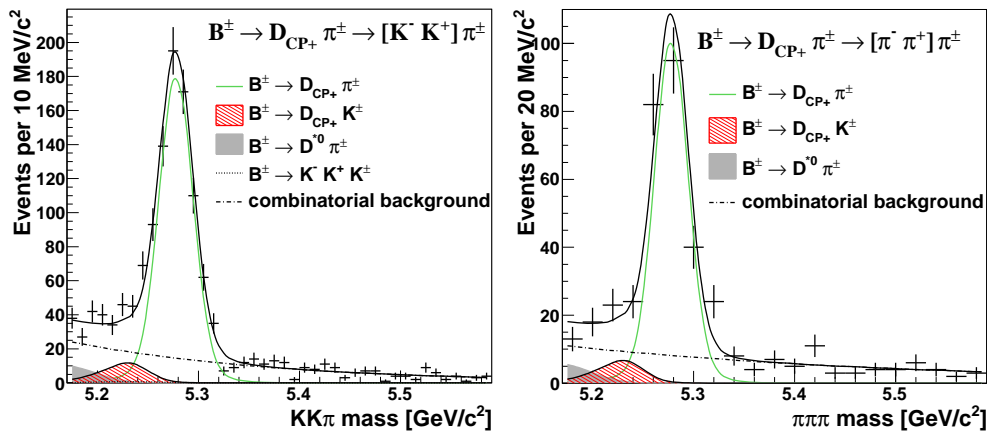 B± → D_CP+ π± → [K⁻ K⁺] π±
B± → D_CP+ π±
B± → D_CP+ K±
B± → D*⁰ π±
B± → K⁻ K⁺ K±
combinatorial background
Events per 10 MeV/c²
200
180
160
140
120
100
80
60
40
20
0
5.2
5.3
5.4
5.5
KKπ mass [GeV/c²]
B± → D_CP+ π± → [π⁻ π⁺] π±
B± → D_CP+ π±
B± → D_CP+ K±
B± → D*⁰ π±
combinatorial background
Events per 20 MeV/c²
100
80
60
40
20
0
5.2
5.3
5.4
5.5
πππ mass [GeV/c²]